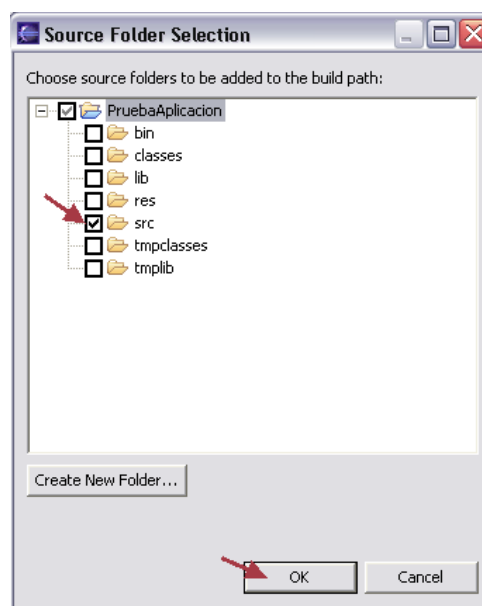 Source Folder Selection
Choose source folders to be added to the build path:
PruebaAplicacion
bin
classes
lib
res
src
tmpclasses
tmplib
Create New Folder...
OK
Cancel